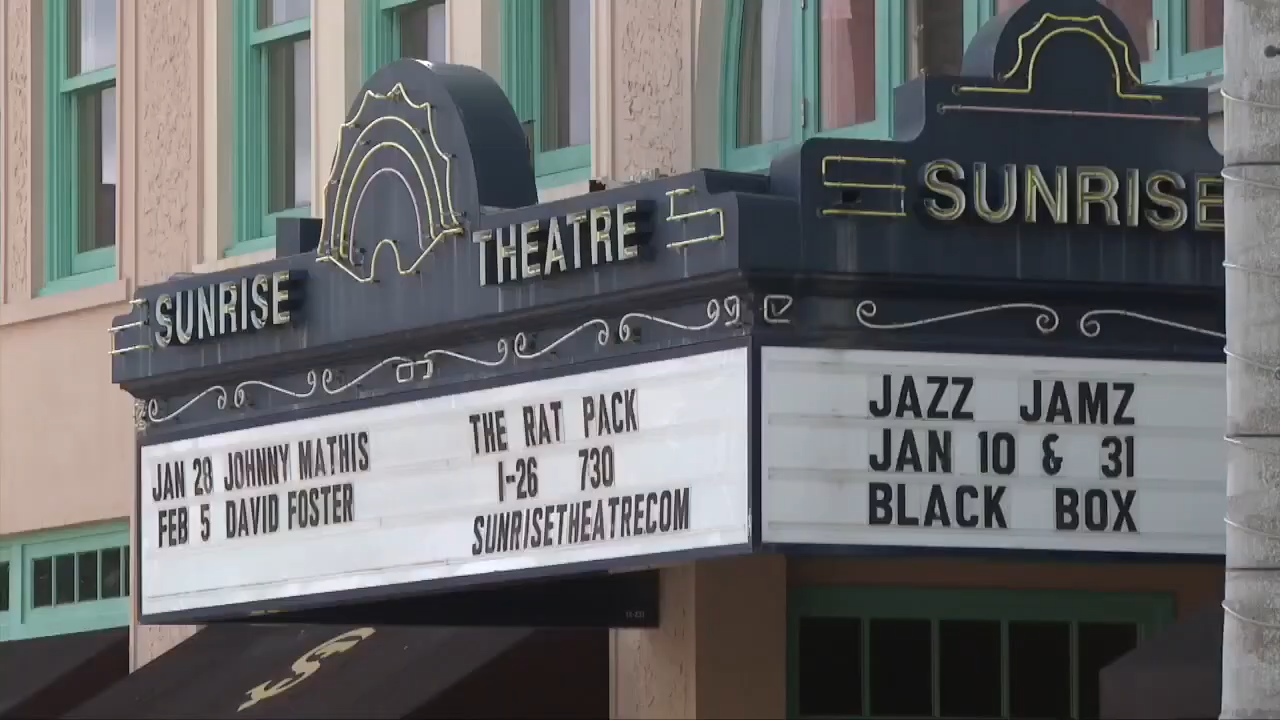 SUNRISE THEATRE
JAN 28 JOHNNY MATHIS
FEB 5 DAVID FOSTER
THE RAT PACK
1-26 730
SUNRISETHEATRECOM
S
SUNRISE
JAZZ JAMZ
JAN 10 & 31
BLACK BOX